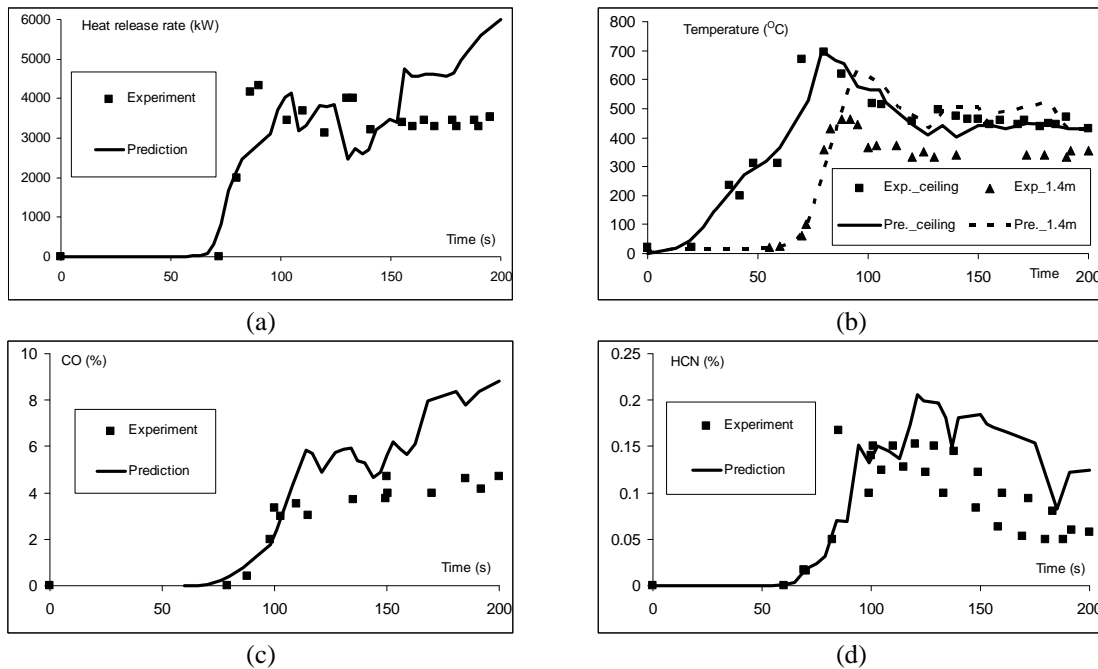 Heat release rate (kW)
6000
5000
4000
3000
2000
1000
0
Experiment
Prediction
Time (s)
0 50 100 150 200
(a)
Temperature (OC)
800
700
600
500
400
300
200
100
0
Exp._ceiling Exp_1.4m
Pre._ceiling Pre._1.4m
Time
0 50 100 150 200
(b)
CO (%)
10
8
6
4
2
0
Experiment
Prediction
Time (s)
0 50 100 150 200
(c)
HCN (%)
0.25
0.2
0.15
0.1
0.05
0
Experiment
Prediction
Time (s)
0 50 100 150 200
(d)